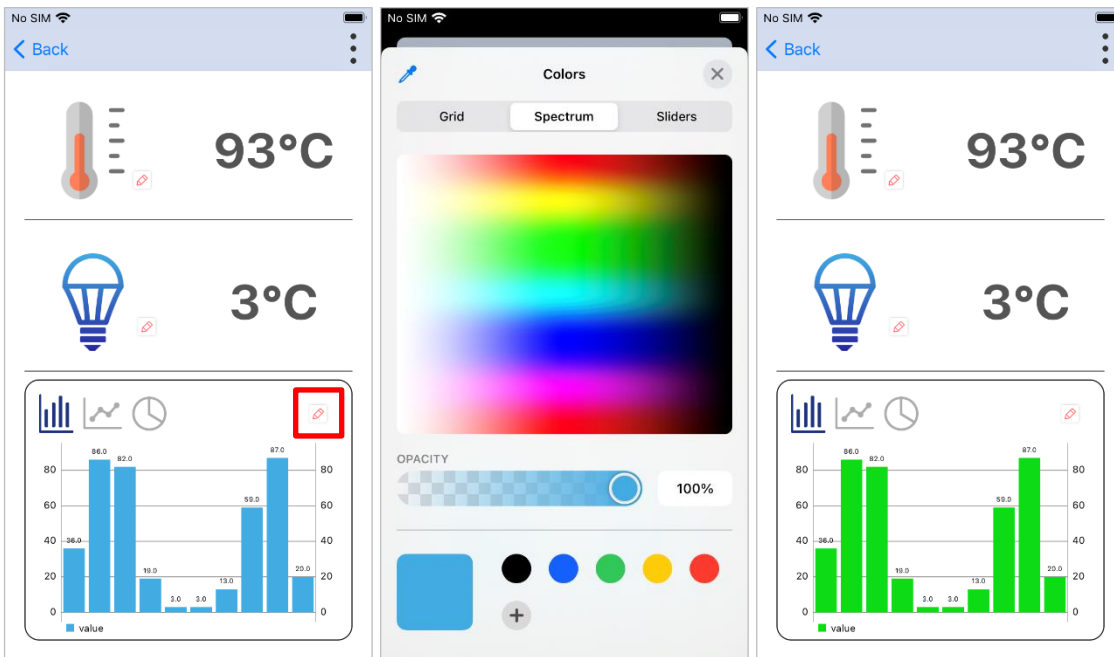 No SIM
Back
93°C
3°C
86.0
87.0
82.0
80
80
59.0
60
60
40
36.0
40
19.0
20.0
20
20
13.0
3.0
3.0
0
0
value
No SIM
Colors
Grid
Spectrum
Sliders
OPACITY
100%
No SIM
Back
93°C
3°C
86.0
87.0
82.0
80
80
59.0
60
60
40
36.0
40
19.0
20.0
20
20
13.0
3.0
3.0
0
0
value